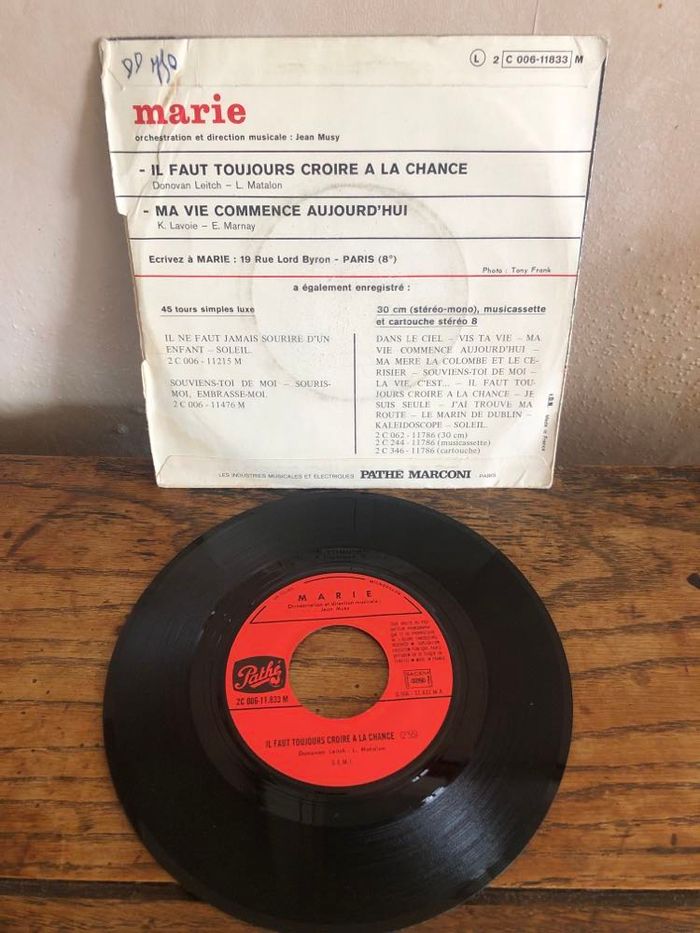 DD 750
Ⓛ 2 C 006-11833 M
marie
orchestration et direction musicale : Jean Musy
- IL FAUT TOUJOURS CROIRE A LA CHANCE
Donovan Leitch – L. Matalon
- MA VIE COMMENCE AUJOURD'HUI
K. Lavoie – E. Marnay
Ecrivez à MARIE : 19 Rue Lord Byron - PARIS (8°)
Photo : Tony Frank
a également enregistré :
45 tours simples luxe
IL NE FAUT JAMAIS SOURIRE D'UN
ENFANT – SOLEIL.
2 C 006 - 11215 M
SOUVIENS-TOI DE MOI – SOURIS-
MOI, EMBRASSE-MOI.
2 C 006 - 11476 M
30 cm (stéréo-mono), musicassette
et cartouche stéréo 8
DANS LE CIEL – VIS TA VIE – MA
VIE COMMENCE AUJOURD'HUI –
MA MERE LA COLOMBE ET LE CE-
RISIER – SOUVIENS-TOI DE MOI –
LA VIE, C'EST... – IL FAUT TOU-
JOURS CROIRE A LA CHANCE – JE
SUIS SEULE – J'AI TROUVE MA
ROUTE – LE MARIN DE DUBLIN –
KALEIDOSCOPE – SOLEIL.
2 C 062 - 11786 (30 cm)
2 C 244 - 11786 (musicassette)
2 C 346 - 11786 (cartouche)
Made in France
LES INDUSTRIES MUSICALES ET ELECTRIQUES PATHE MARCONI - PARIS
MARIE
Orchestration et direction musicale :
Jean Musy
Pathé
2C 006-11.833 M
SACEM
IL FAUT TOUJOURS CROIRE A LA CHANCE (2'55)
Donovan Leitch - L. Matalon